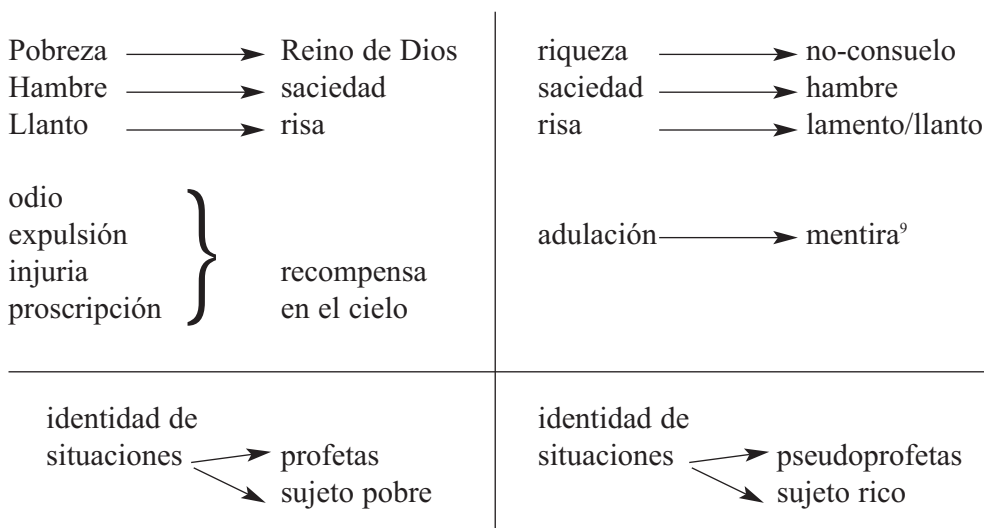 Pobreza Reino de Dios
Hambre saciedad
Llanto risa
odio
expulsión
injuria recompensa
proscripción en el cielo
riqueza no-consuelo
saciedad hambre
risa lamento/llanto
adulación mentira⁹
identidad de
situaciones profetas
sujeto pobre
identidad de
situaciones pseudoprofetas
sujeto rico